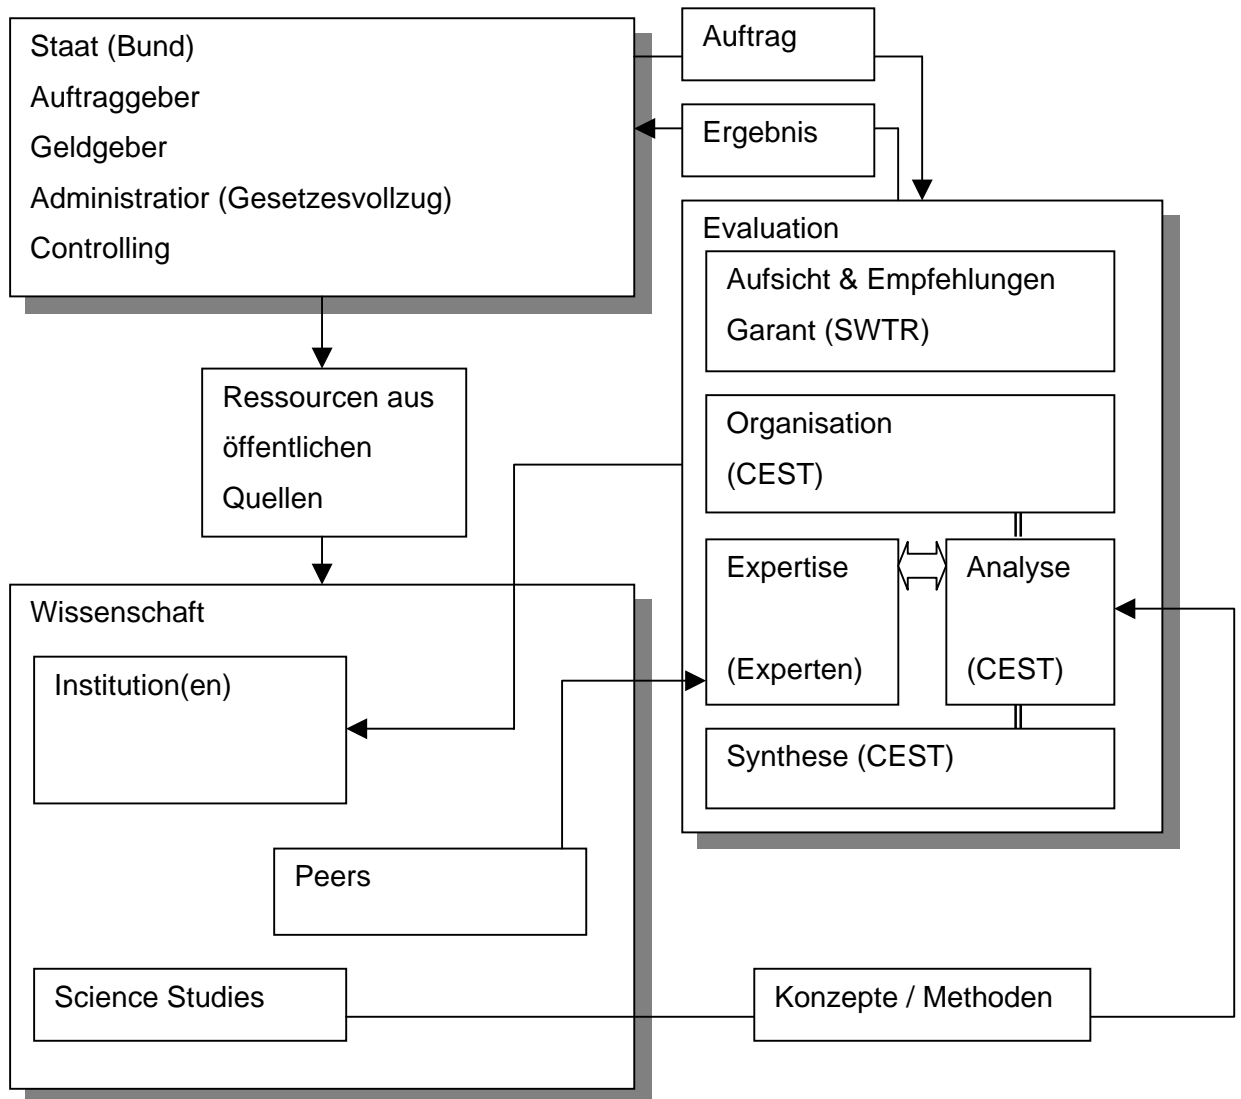 Staat (Bund)
Auftraggeber
Geldgeber
Administratior (Gesetzesvollzug)
Controlling
Auftrag
Ergebnis
Evaluation
Aufsicht & Empfehlungen
Garant (SWTR)
Organisation
(CEST)
Expertise
(Experten)
Analyse
(CEST)
Synthese (CEST)
Ressourcen aus
öffentlichen
Quellen
Wissenschaft
Institution(en)
Peers
Science Studies
Konzepte / Methoden